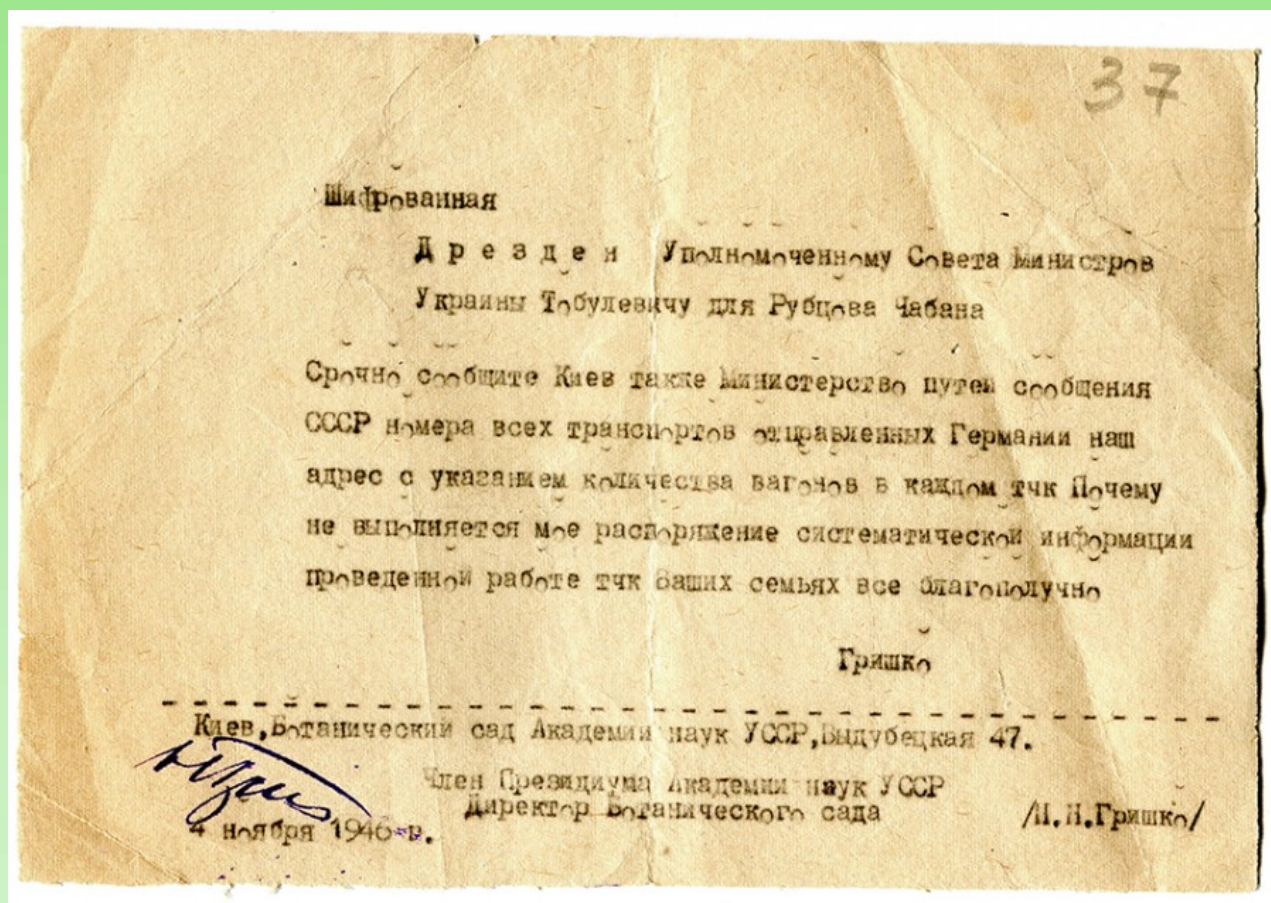 37
Шифрованная
Дрезден Уполномоченному Совета Министров
Украины Тобулевичу для Рубцова Чабана
Срочно сообщите Киев также Министерство путей сообщения
СССР номера всех транспортов отправленных Германии наш
адрес с указанием количества вагонов в каждом тчк Почему
не выполняется мое распоряжение систематической информации
проведенной работе тчк Ваших семьях все благополучно
Гришко
Киев,Ботанический сад Академии наук УССР,Выдубецкая 47.
Член Президиума Академии наук УССР
Директор Ботанического сада /Н.Н.Гришко/
4 ноября 1946 г.